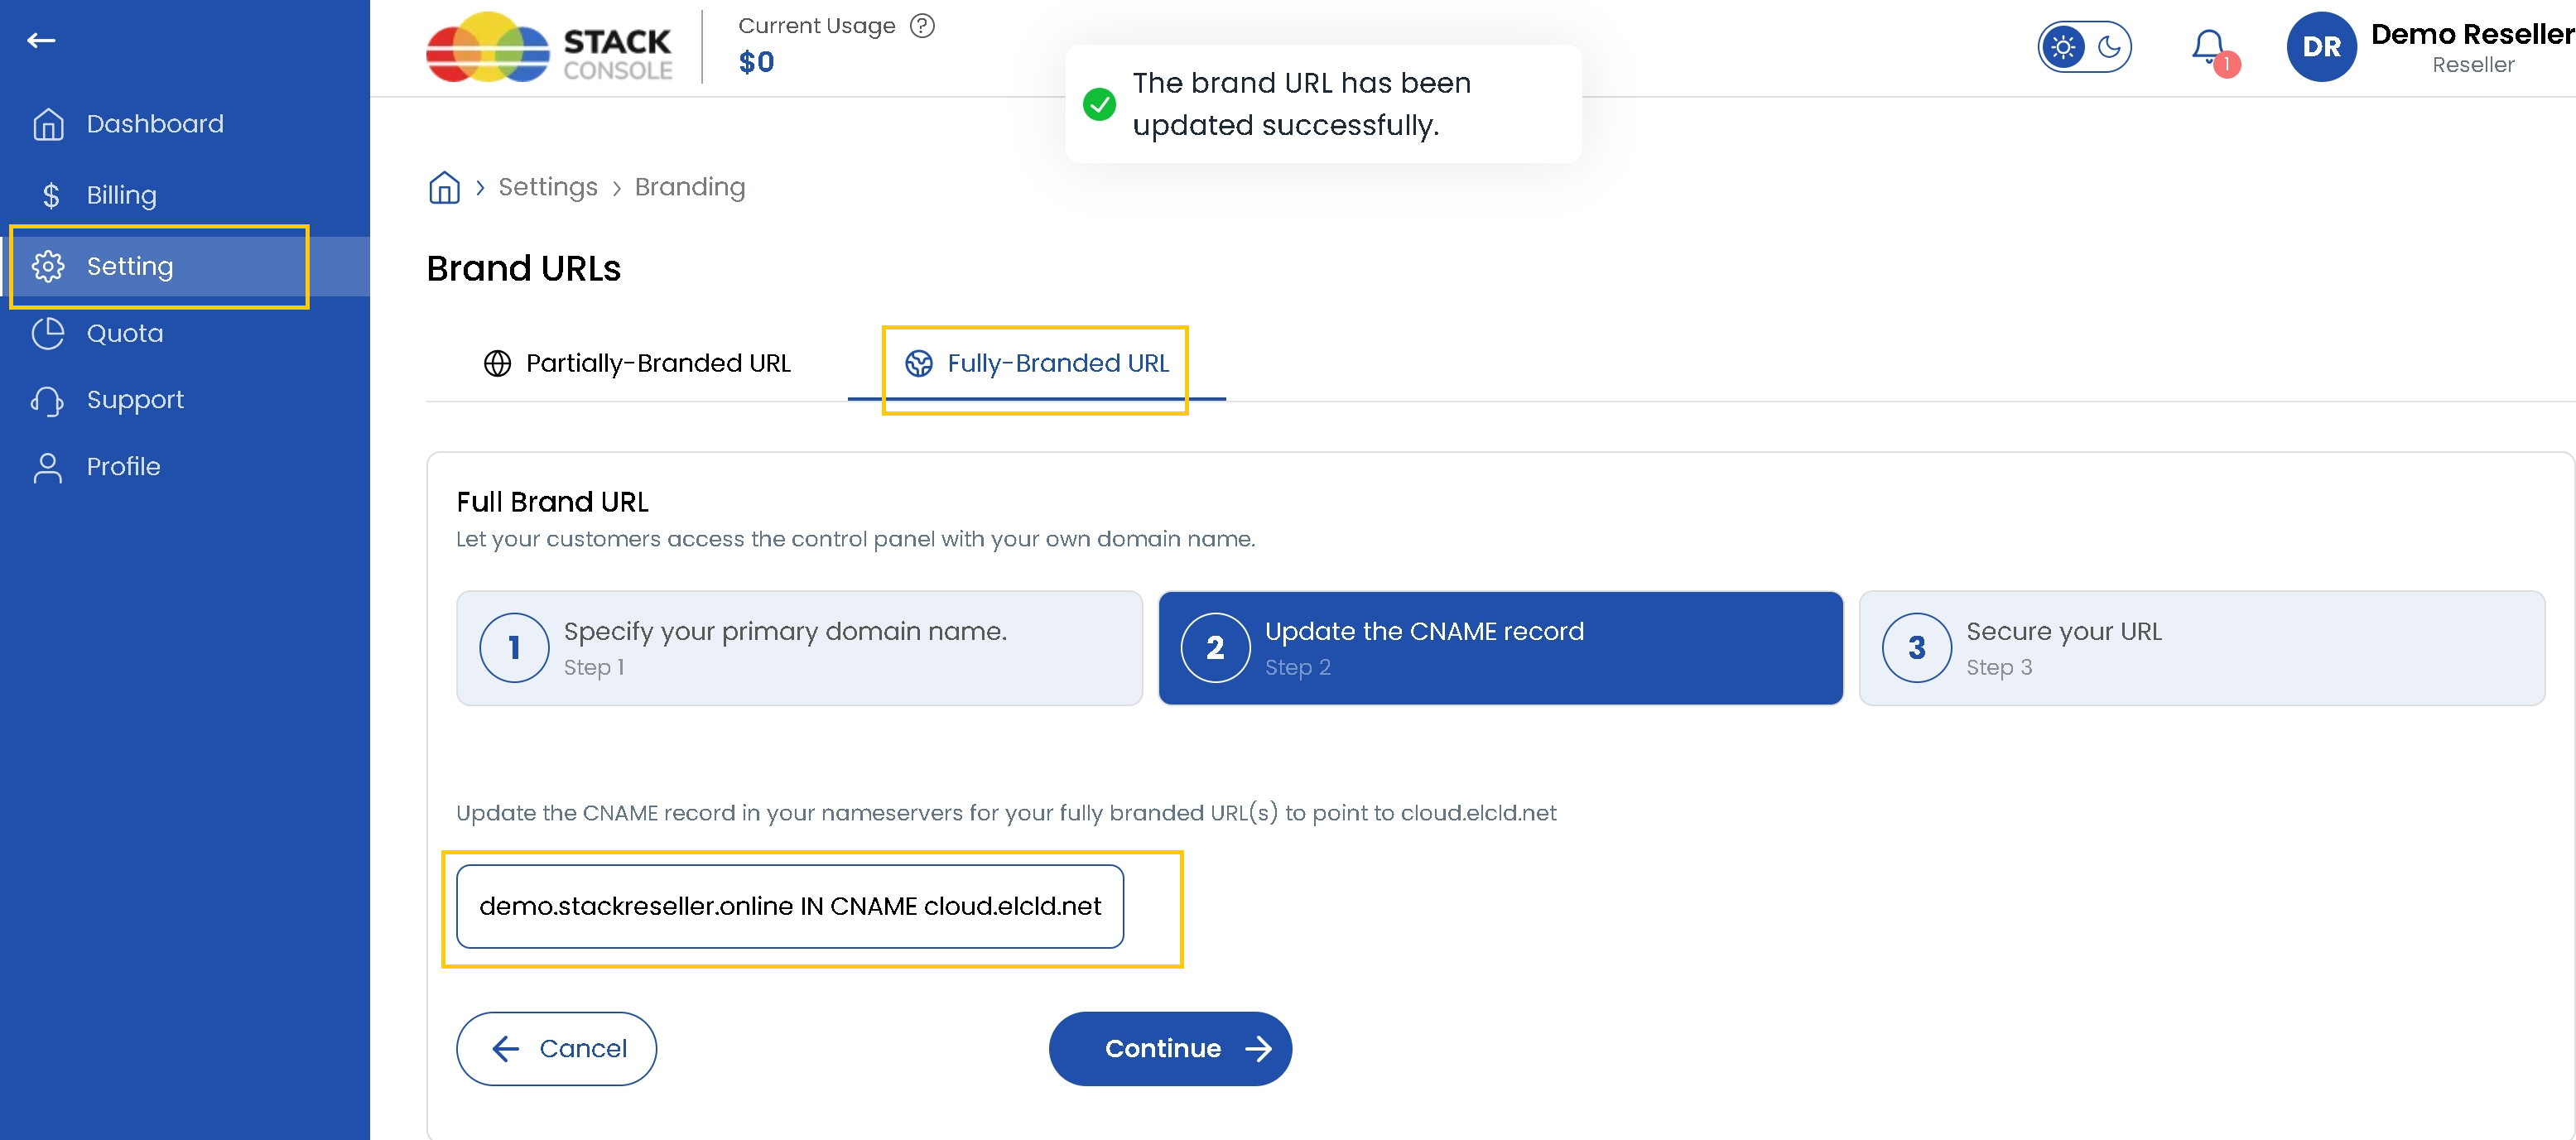 STACK
CONSOLE
Current Usage ?
$0
The brand URL has been
updated successfully.
1
DR
Demo Reseller
Reseller
Dashboard
$ Billing
Setting
Quota
Support
Profile
Settings > Branding
Brand URLs
Partially-Branded URL
Fully-Branded URL
Full Brand URL
Let your customers access the control panel with your own domain name.
1
Specify your primary domain name.
Step 1
2
Update the CNAME record
Step 2
3
Secure your URL
Step 3
Update the CNAME record in your nameservers for your fully branded URL(s) to point to cloud.elcld.net
demo.stackreseller.online IN CNAME cloud.elcld.net
Cancel
Continue